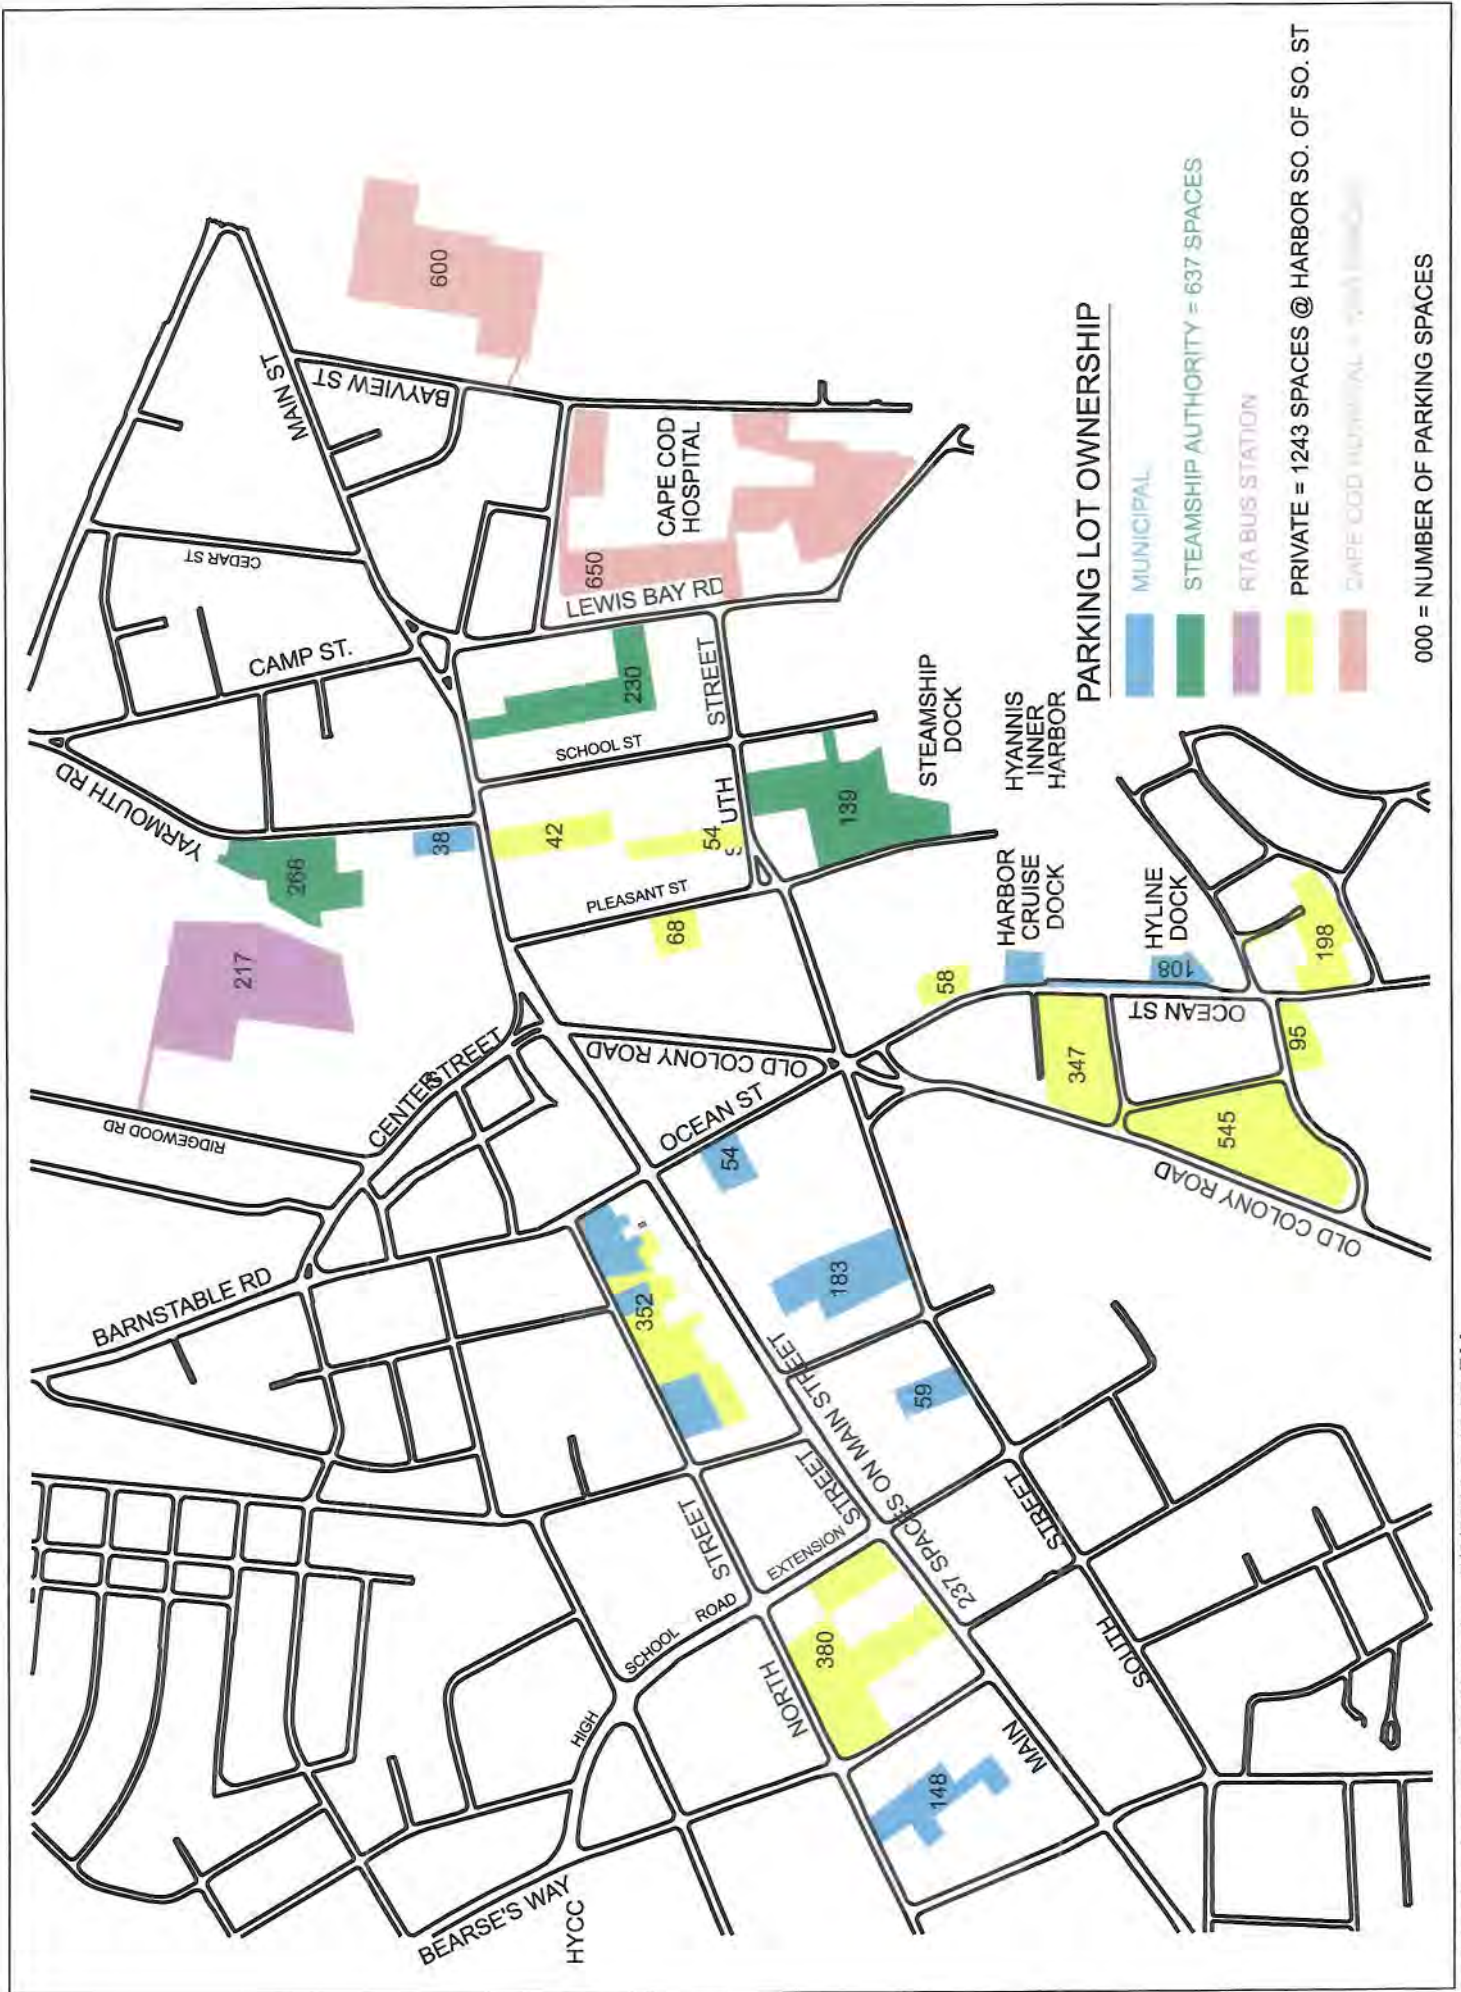 600
MAIN ST
BAYVIEW ST
CEDAR ST
CAMP ST.
YARMOUTH RD
650
CAPE COD
HOSPITAL
LEWIS BAY RD
230
STREET
SCHOOL ST
S UTH
268
38
42
54
139
STEAMSHIP
DOCK
HYANNIS
INNER
HARBOR
217
PLEASANT ST
68
58
HARBOR
CRUISE
DOCK
HYLINE
DOCK
108
198
OCEAN ST
95
347
545
OLD COLONY ROAD
RIDGEWOOD RD
CENTER STREET
OLD COLONY ROAD
OCEAN ST
54
BARNSTABLE RD
352
183
59
STREET
237 SPACES ON MAIN STREET
STREET
EXTENSION
STREET
HIGH
SCHOOL
ROAD
NORTH
380
SOUTH
MAIN
148
BEARSE'S WAY
HYCC
PARKING LOT OWNERSHIP
MUNICIPAL
STEAMSHIP AUTHORITY = 637 SPACES
RTA BUS STATION
PRIVATE = 1243 SPACES @ HARBOR SO. OF SO. ST
CAPE COD HOSPITAL =
000 = NUMBER OF PARKING SPACES